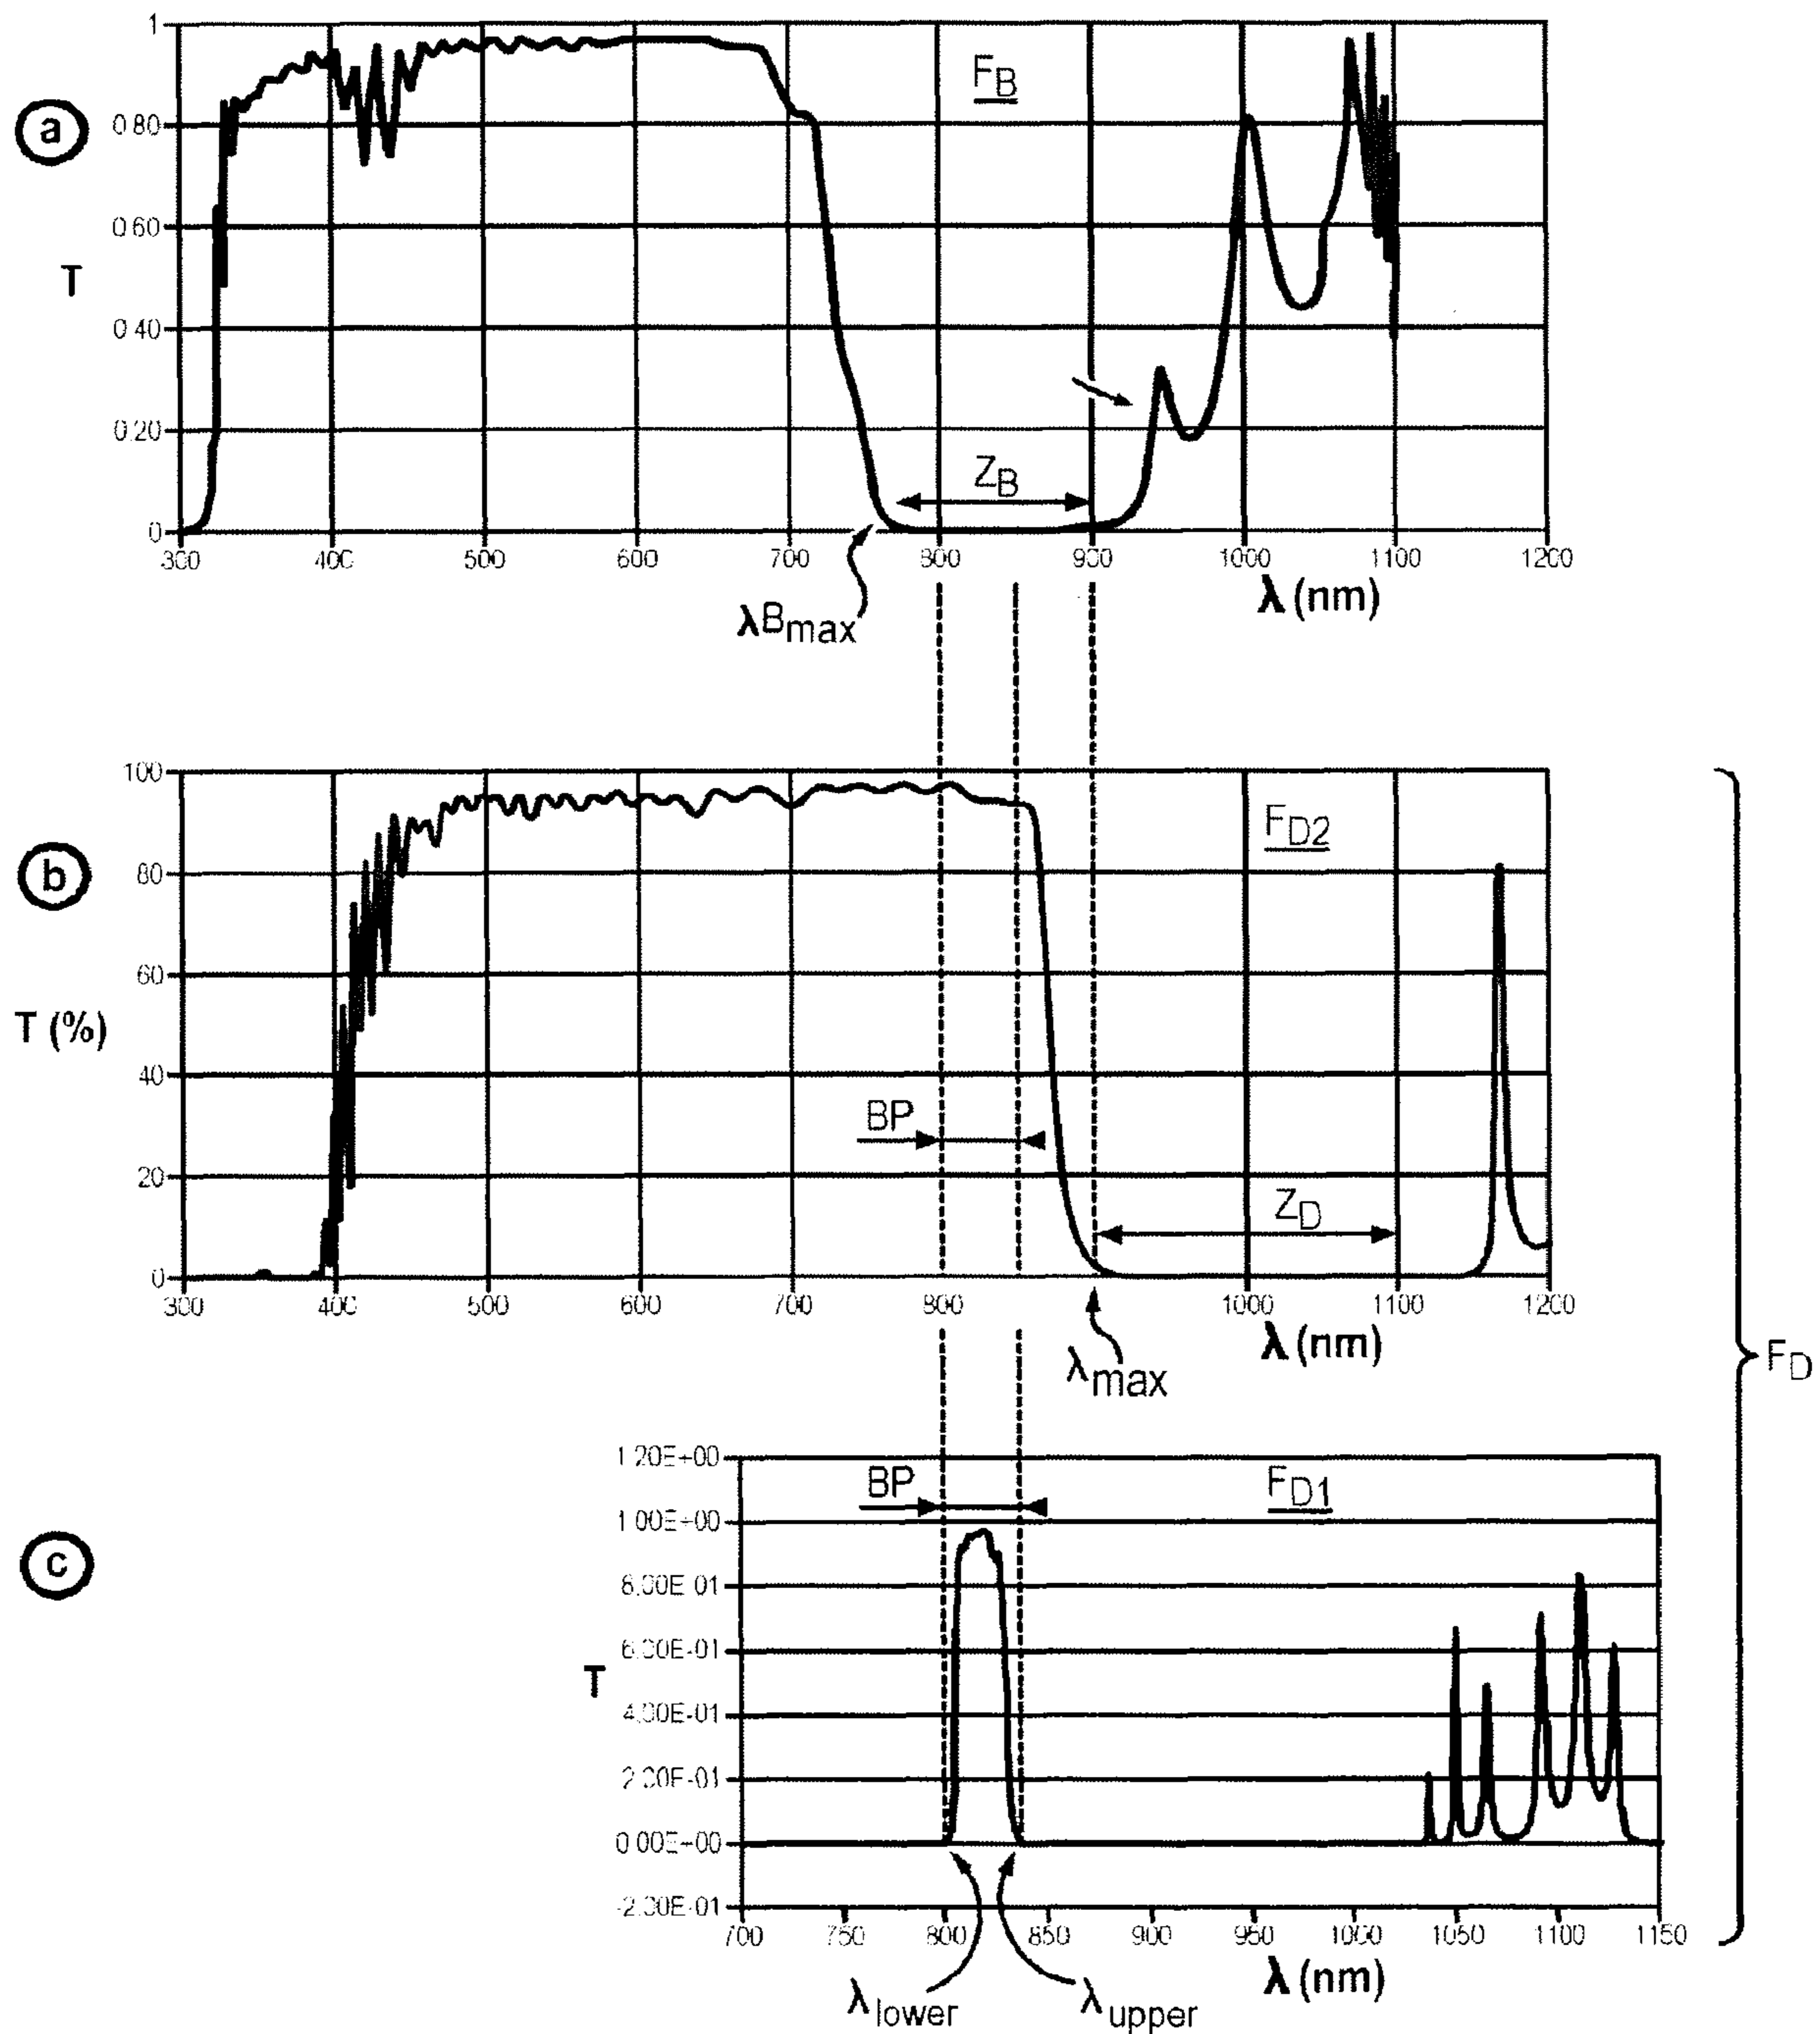 a
T
1
0.80
0.60
0.40
0.20
0
F_B
Z_B
300 400 500 600 700 800 900 1000 1100 1200
λB_max
λ (nm)
b
T (%)
100
80
60
40
20
0
F_D2
BP
Z_D
300 400 500 600 700 800 1000 1100 1200
λ_max
λ (nm)
F_D
c
T
1.20E+00
1.00E+00
8.00E-01
6.00E-01
4.00E-01
2.00E-01
0.00E+00
-2.00E-01
BP
F_D1
700 750 800 850 900 950 1000 1050 1100 1150
λ_lower
λ_upper
λ (nm)